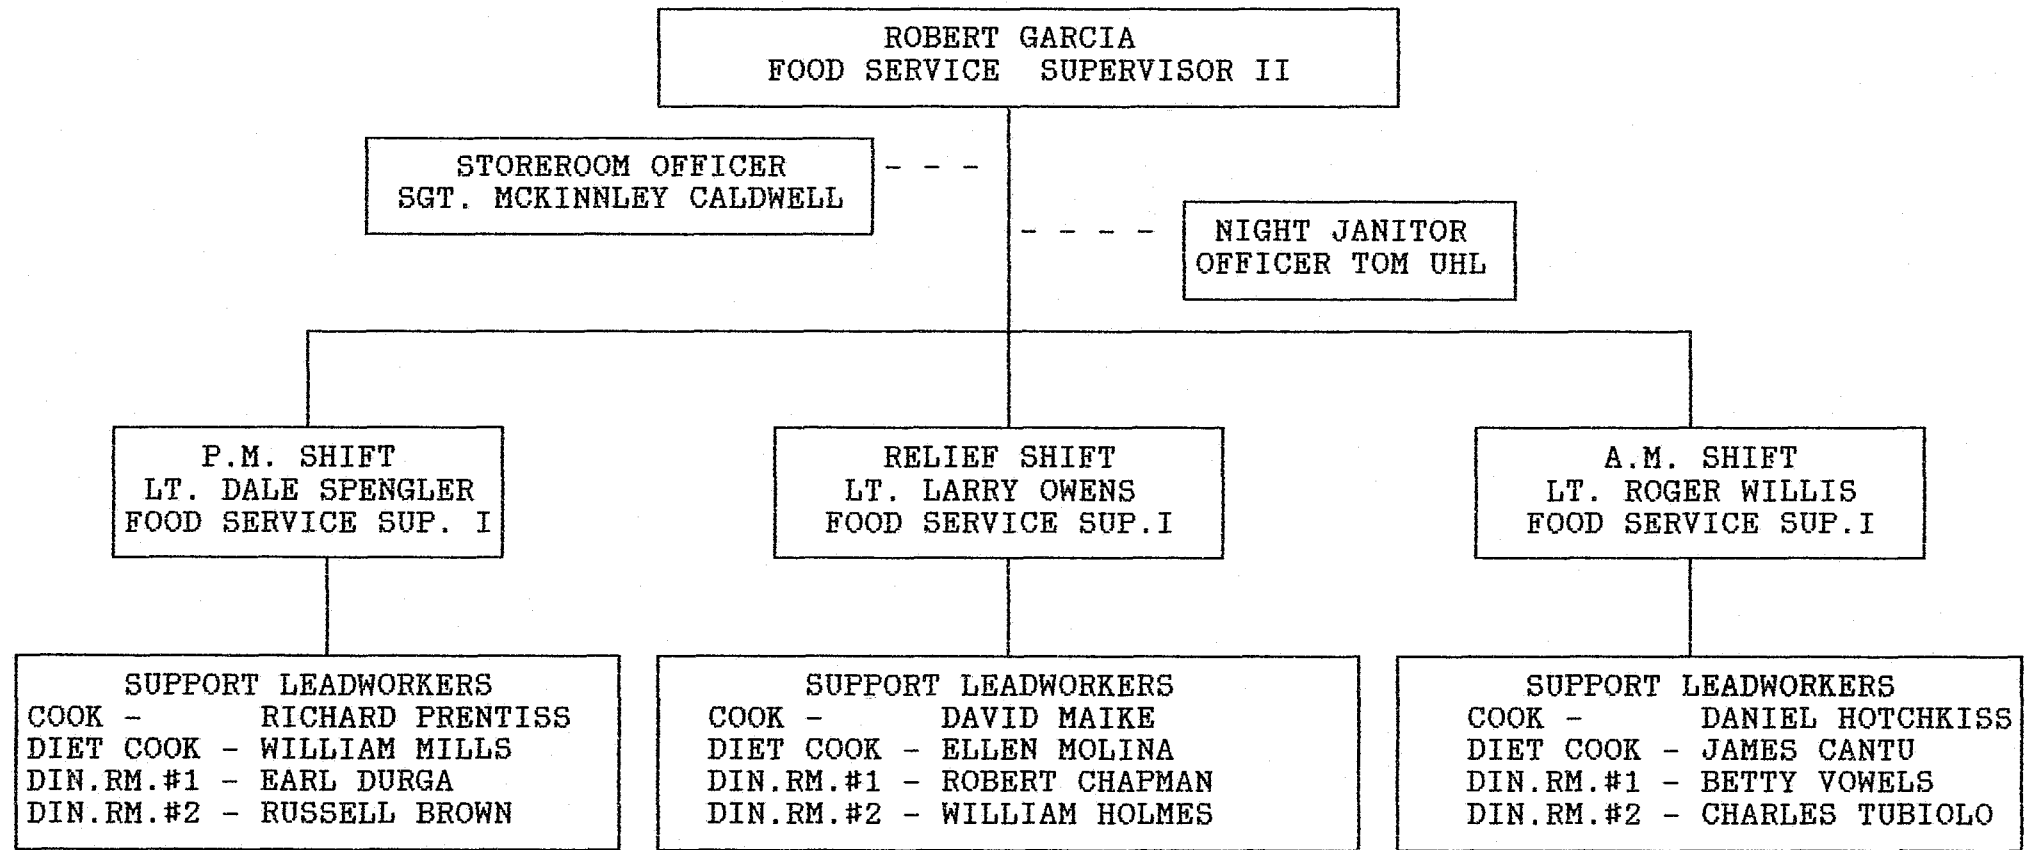 ROBERT GARCIA
FOOD SERVICE SUPERVISOR II
STOREROOM OFFICER
SGT. MCKINNLEY CALDWELL
NIGHT JANITOR
OFFICER TOM UHL
P.M. SHIFT
LT. DALE SPENGLER
FOOD SERVICE SUP. I
RELIEF SHIFT
LT. LARRY OWENS
FOOD SERVICE SUP.I
A.M. SHIFT
LT. ROGER WILLIS
FOOD SERVICE SUP.I
SUPPORT LEADWORKERS
COOK - RICHARD PRENTISS
DIET COOK - WILLIAM MILLS
DIN.RM.#1 - EARL DURGA
DIN.RM.#2 - RUSSELL BROWN
SUPPORT LEADWORKERS
COOK - DAVID MAIKE
DIET COOK - ELLEN MOLINA
DIN.RM.#1 - ROBERT CHAPMAN
DIN.RM.#2 - WILLIAM HOLMES
SUPPORT LEADWORKERS
COOK - DANIEL HOTCHKISS
DIET COOK - JAMES CANTU
DIN.RM.#1 - BETTY VOWELS
DIN.RM.#2 - CHARLES TUBIOLO